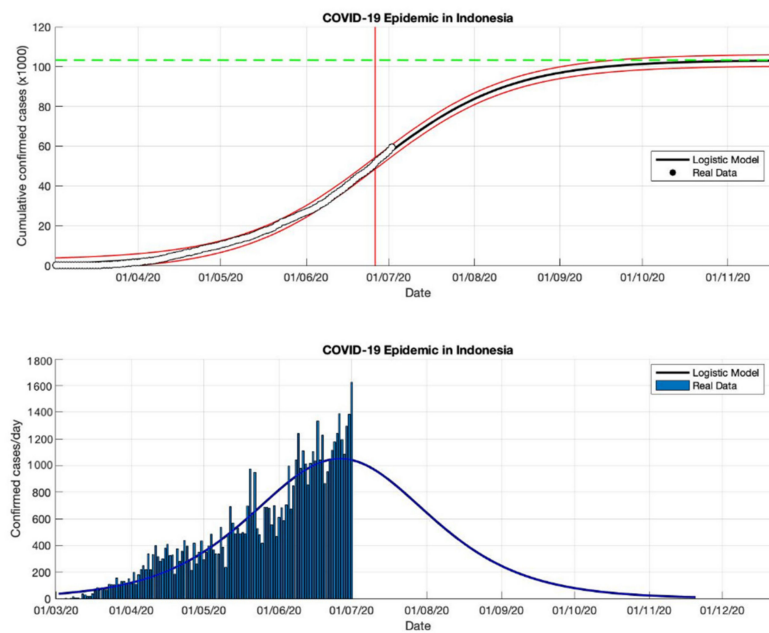 COVID-19 Epidemic in Indonesia
120
100
80
60
40
20
0
Cumulative confirmed cases (x1000)
Logistic Model
Real Data
01/04/20 01/05/20 01/06/20 01/07/20 01/08/20 01/09/20 01/10/20 01/11/20
Date
COVID-19 Epidemic in Indonesia
1800
1600
1400
1200
1000
800
600
400
200
0
Confirmed cases/day
Logistic Model
Real Data
01/03/20 01/04/20 01/05/20 01/06/20 01/07/20 01/08/20 01/09/20 01/10/20 01/11/20 01/12/20
Date